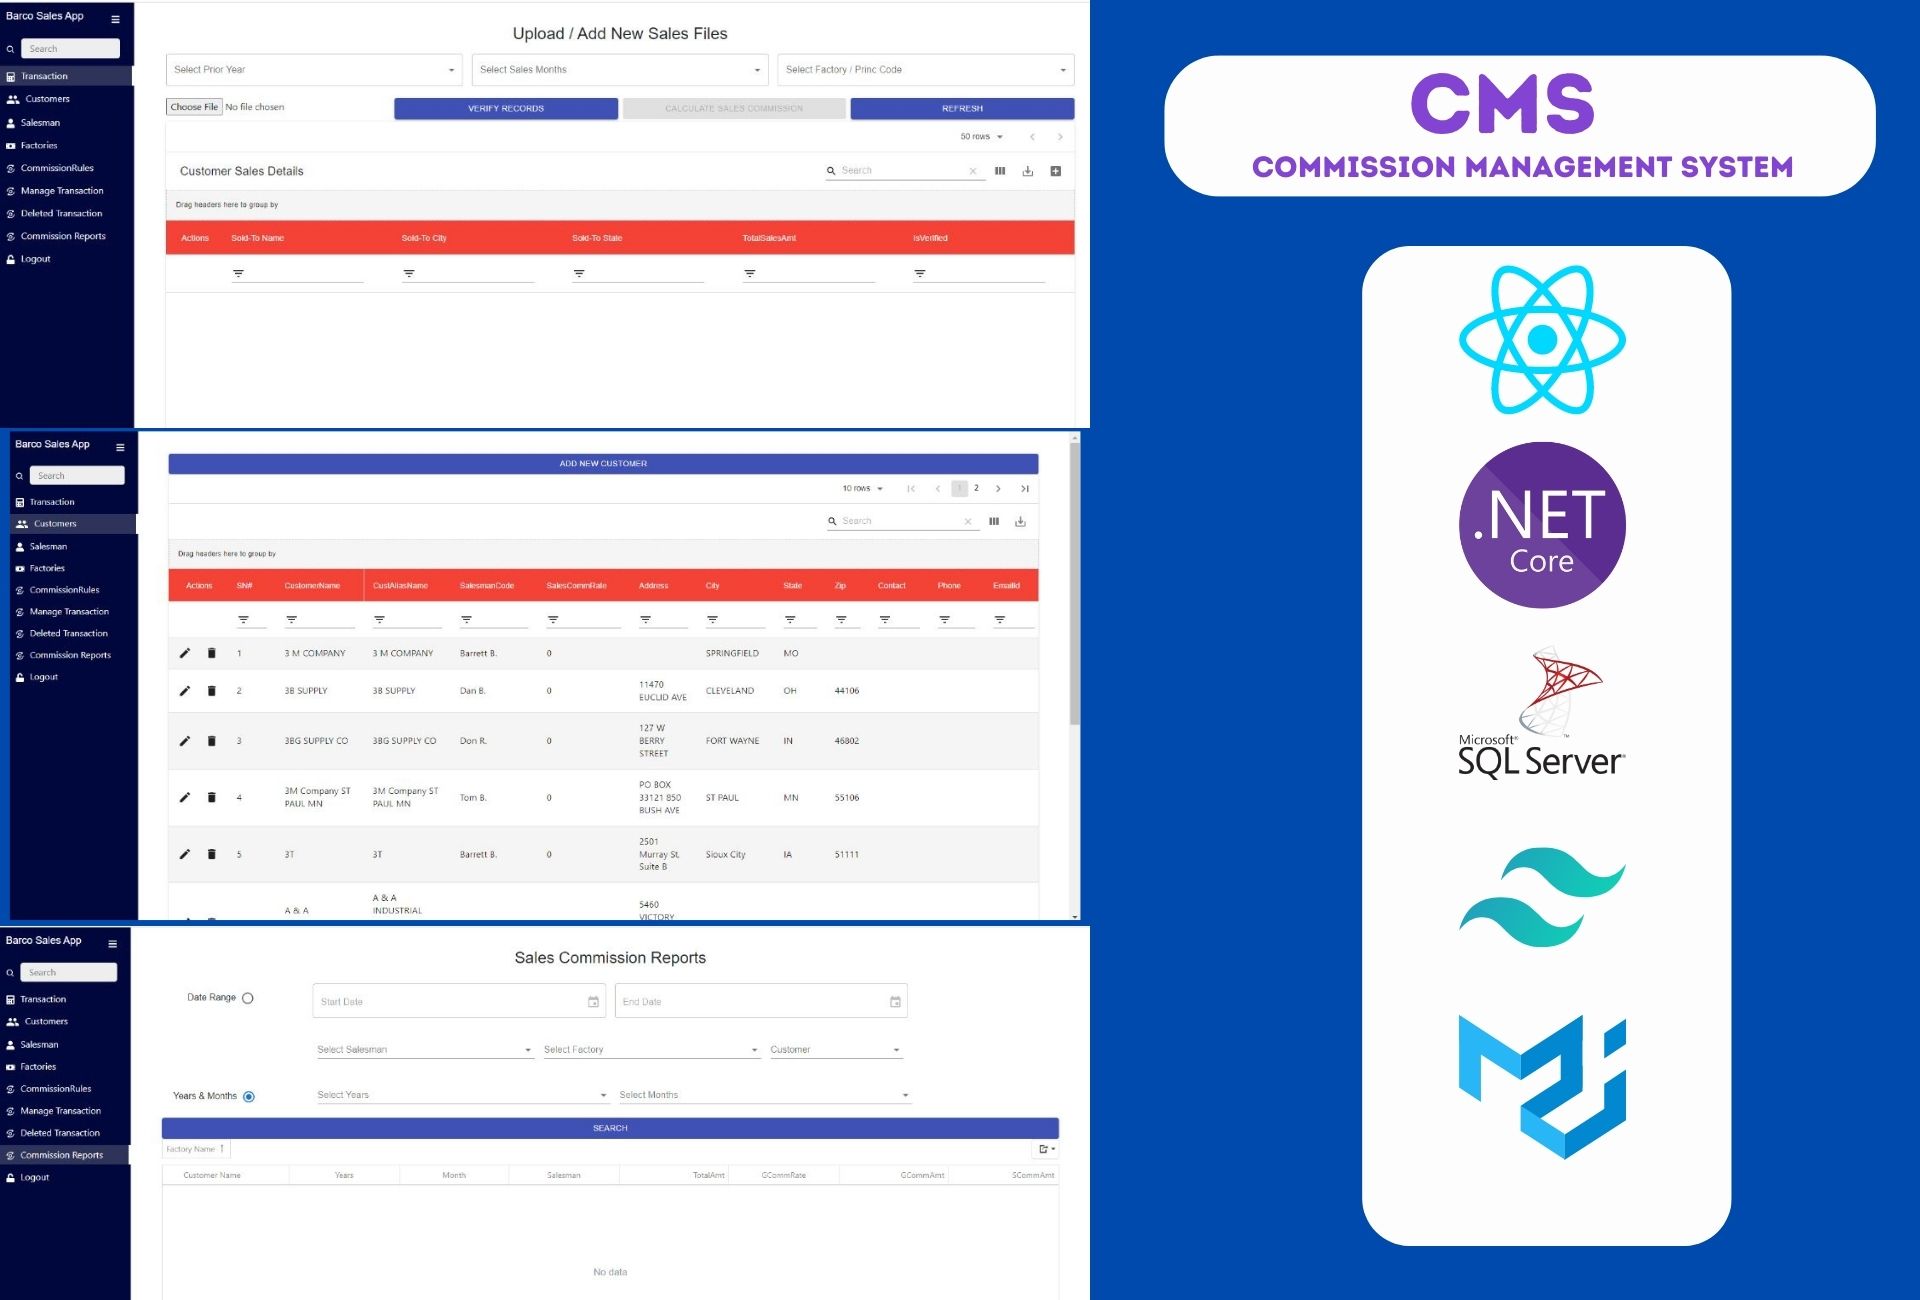 Barco Sales App
Search
Transaction
Customers
Salesman
Factories
CommissionRules
Manage Transaction
Deleted Transaction
Commission Reports
Logout
Upload / Add New Sales Files
Select Prior Year
Select Sales Months
Select Factory / Princ Code
Choose File No file chosen
VERIFY RECORDS
CALCULATE SALES COMMISSION
REFRESH
50 rows
Customer Sales Details
Search
Drag headers here to group by
Actions Sold-To Name Sold-To City Sold-To State TotalSalesAmt IsVerified
Barco Sales App
Search
Transaction
Customers
Salesman
Factories
CommissionRules
Manage Transaction
Deleted Transaction
Commission Reports
Logout
ADD NEW CUSTOMER
10 rows 1 2
Search
Drag headers here to group by
Actions SN# CustomerName CustAliasName SalesmanCode SalesCommRate Address City State Zip Contact Phone EmailId
1 3 M COMPANY 3 M COMPANY Barrett B. 0 SPRINGFIELD MO
2 3B SUPPLY 3B SUPPLY Dan B. 0 11470 EUCLID AVE CLEVELAND OH 44106
3 3BG SUPPLY CO 3BG SUPPLY CO Don R. 0 127 W BERRY STREET FORT WAYNE IN 46802
4 3M Company ST PAUL MN 3M Company ST PAUL MN Tom B. 0 PO BOX 33121 850 BUSH AVE ST PAUL MN 55106
5 3T 3T Barrett B. 0 2501 Murray St. Suite B Sioux City IA 51111
A & A A & A INDUSTRIAL 5460 VICTORY
Barco Sales App
Search
Transaction
Customers
Salesman
Factories
CommissionRules
Manage Transaction
Deleted Transaction
Commission Reports
Logout
Sales Commission Reports
Date Range
Start Date
End Date
Select Salesman
Select Factory
Customer
Years & Months
Select Years
Select Months
SEARCH
Factory Name
Customer Name Years Month Salesman TotalAmt GCommRate GCommAmt SCommAmt
No data
CMS
COMMISSION MANAGEMENT SYSTEM
.NET
Core
Microsoft®
SQL Server®